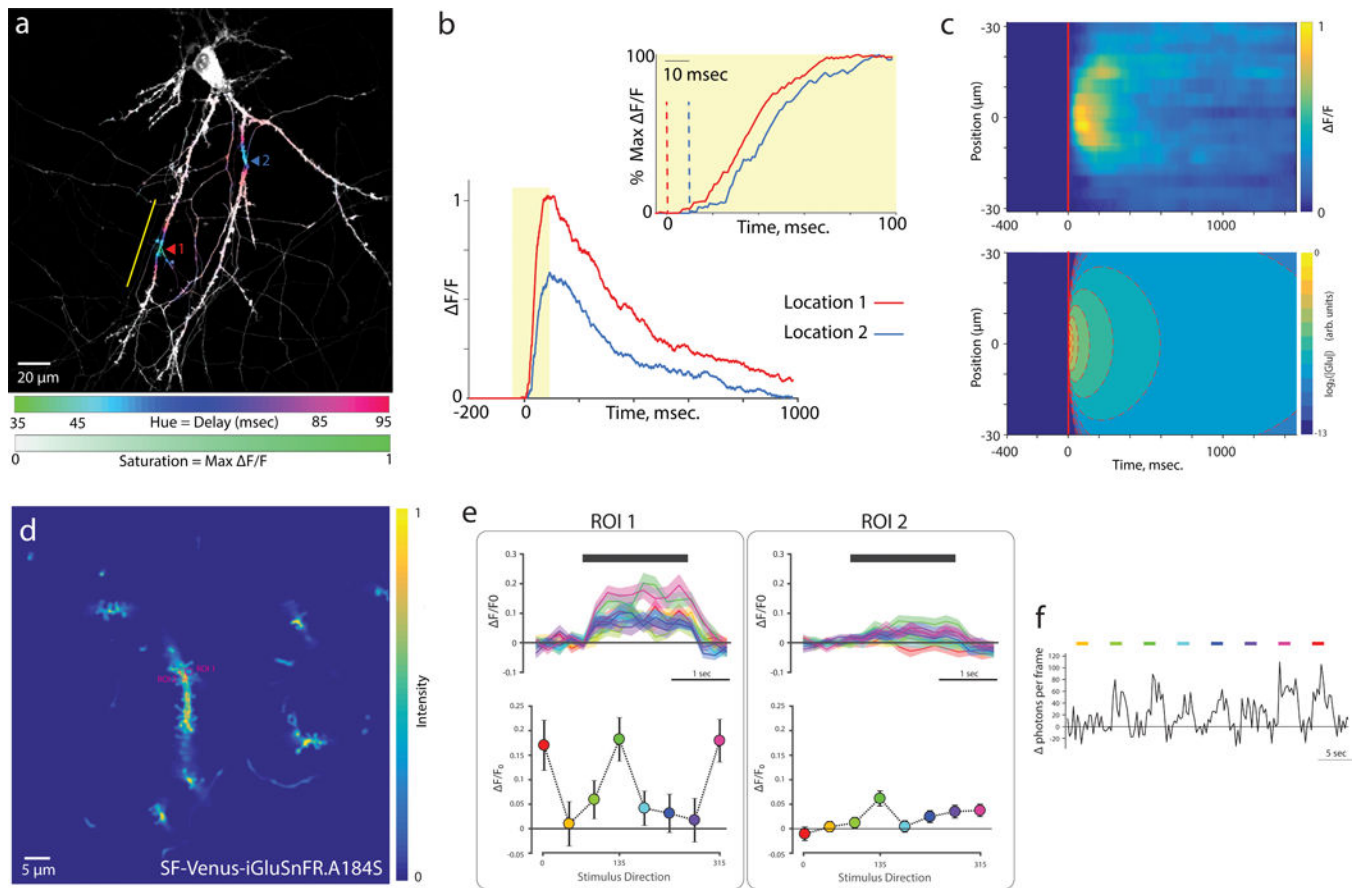 a
2
1
20 µm
35 45 85 95
Hue = Delay (msec)
0 1
Saturation = Max ΔF/F
b
100
% Max ΔF/F
10 msec
0 100
Time, msec.
1
ΔF/F
0
-200 0 1000
Time, msec.
Location 1
Location 2
c
-31
Position (µm)
0
-30
-400 0 1000
1
ΔF/F
0
-30
Position (µm)
0
-30
-400 0 1000
Time, msec.
0
log₂([Glu]) (arb. units)
-13
d
ROI 1
5 µm
SF-Venus-iGluSnFR.A184S
1
Intensity
0
e
ROI 1
0.3
0.2
0.1
0
-0.1
ΔF/F0
1 sec
0.25
0.2
0.15
0.1
0.05
0
-0.05
ΔF/F₀
0 135 315
Stimulus Direction
ROI 2
0.3
0.2
0.1
0
-0.1
ΔF/F0
1 sec
0.25
0.2
0.15
0.1
0.05
0
-0.05
ΔF/F₀
0 135 315
Stimulus Direction
f
120
100
80
60
40
20
0
-20
Δ photons per frame
5 sec